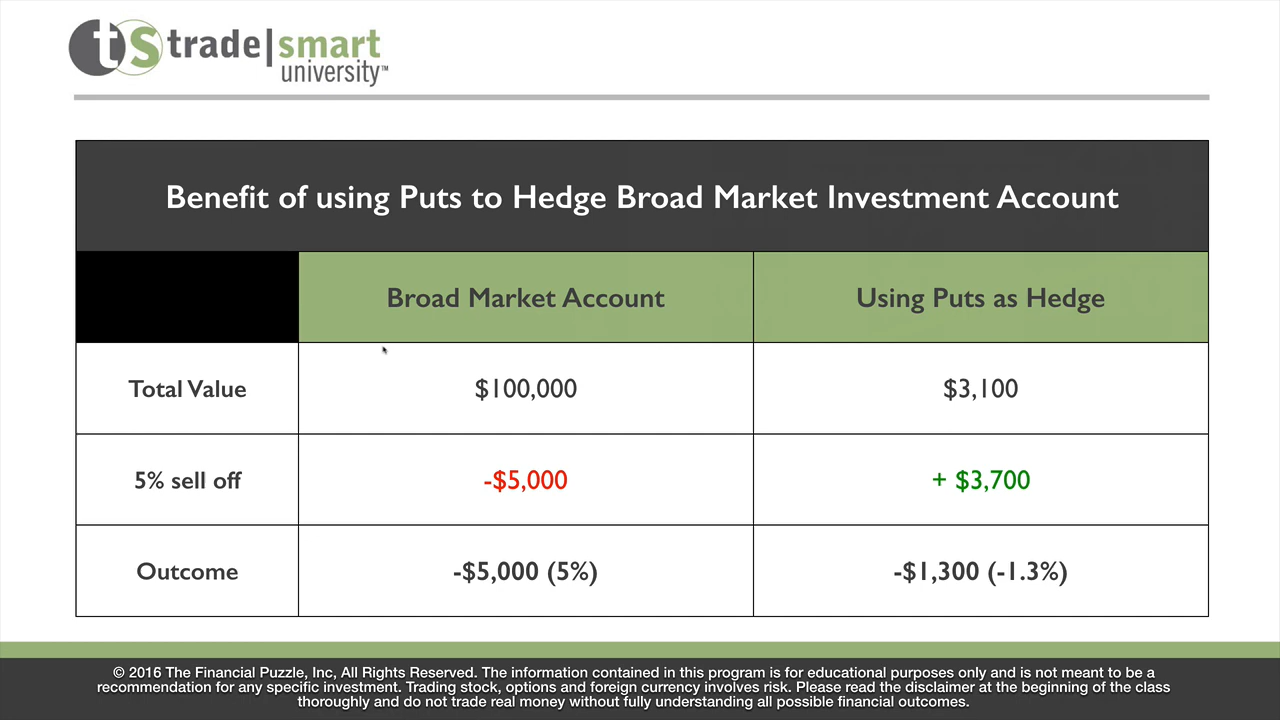 ts trade|smart
university™
Benefit of using Puts to Hedge Broad Market Investment Account
Broad Market Account
Using Puts as Hedge
Total Value
$100,000
$3,100
5% sell off
-$5,000
+ $3,700
Outcome
-$5,000 (5%)
-$1,300 (-1.3%)
© 2016 The Financial Puzzle, Inc, All Rights Reserved. The information contained in this program is for educational purposes only and is not meant to be a
recommendation for any specific investment. Trading stock, options and foreign currency involves risk. Please read the disclaimer at the beginning of the class
thoroughly and do not trade real money without fully understanding all possible financial outcomes.